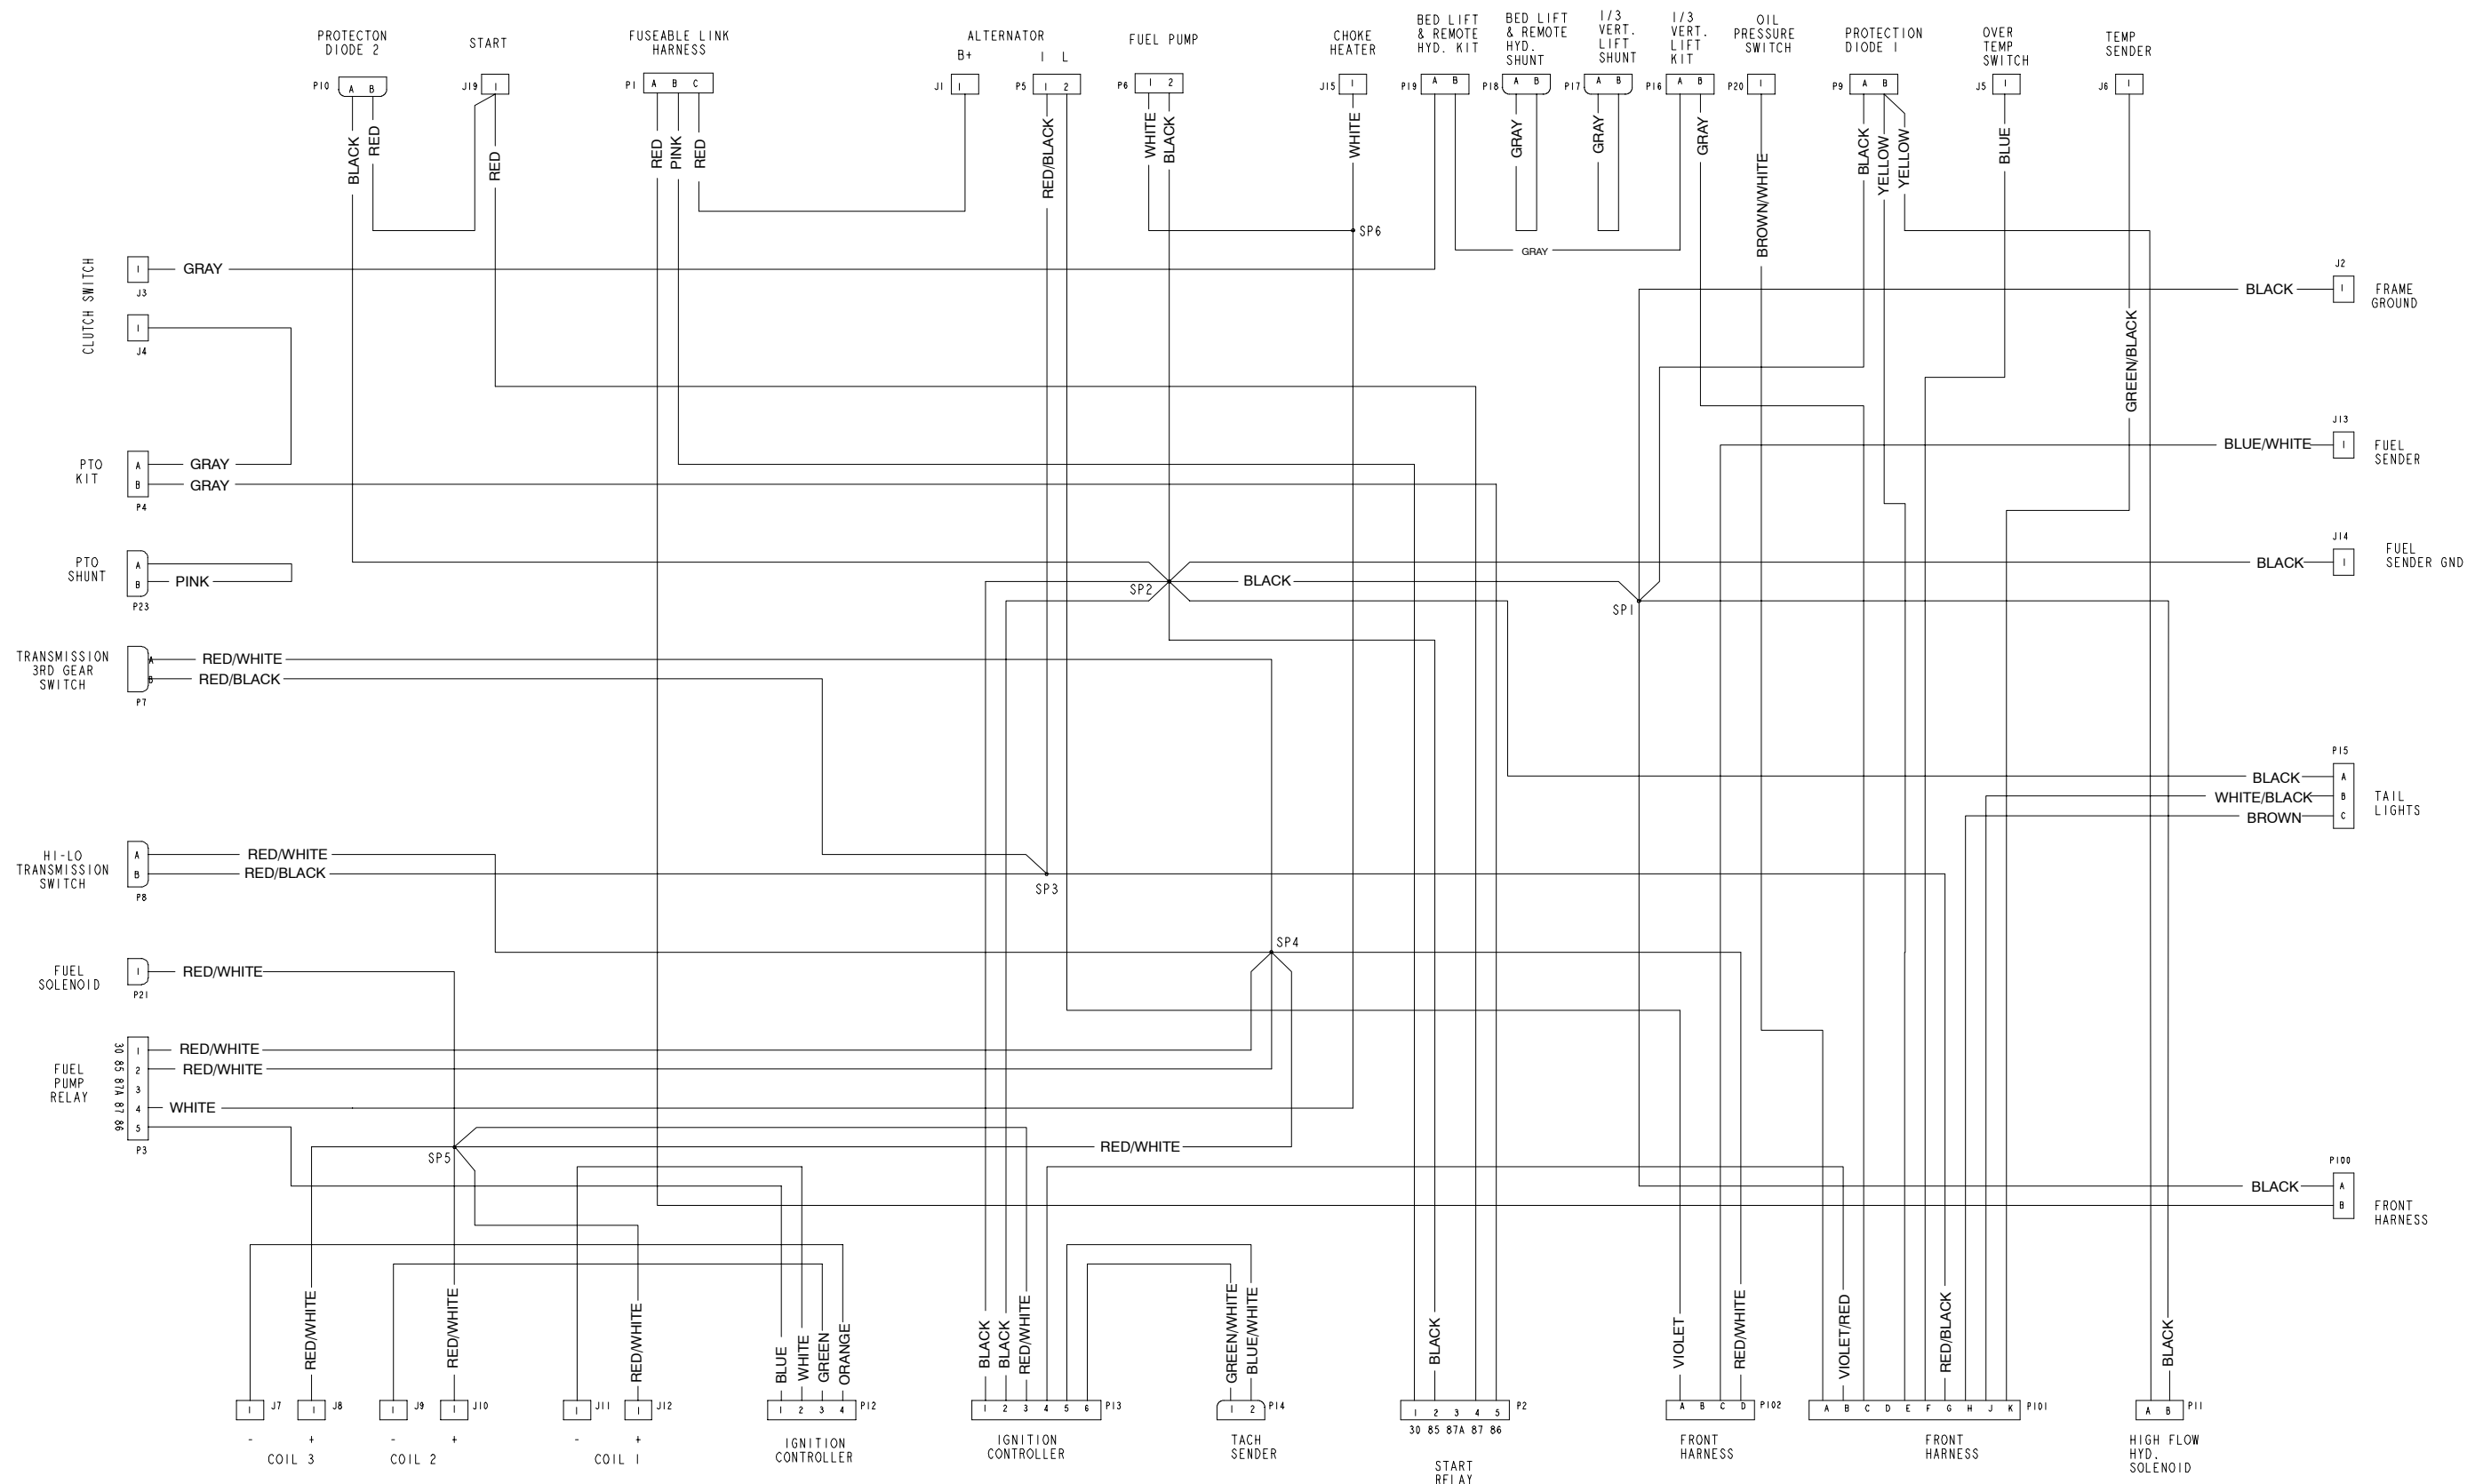 PROTECTON
DIODE 2
START
FUSEABLE LINK
HARNESS
ALTERNATOR
B+
I L
FUEL PUMP
CHOKE
HEATER
BED LIFT
& REMOTE
HYD. KIT
BED LIFT
& REMOTE
HYD.
SHUNT
1/3
VERT.
LIFT
SHUNT
1/3
VERT.
LIFT
KIT
OIL
PRESSURE
SWITCH
PROTECTION
DIODE 1
OVER
TEMP
SWITCH
TEMP
SENDER
P10 A B
J19 1
P1 A B C
J1 1
P5 1 2
P6 1 2
J15 1
P19 A B
P18 A B
P17 A B
P16 A B
P20 1
P9 A B
J5 1
J6 1
BLACK
RED
RED
RED
PINK
RED
RED/BLACK
WHITE
BLACK
WHITE
GRAY
GRAY
GRAY
BROWN/WHITE
BLACK
YELLOW
YELLOW
BLUE
GREEN/BLACK
SP6
GRAY
CLUTCH SWITCH
1
GRAY
J3
1
J4
J2
BLACK
1
FRAME
GROUND
J13
BLUE/WHITE
1
FUEL
SENDER
PTO
KIT
A
GRAY
B
GRAY
P4
J14
BLACK
1
FUEL
SENDER GND
PTO
SHUNT
A
B
PINK
P23
SP2
BLACK
SP1
TRANSMISSION
3RD GEAR
SWITCH
A
RED/WHITE
B
RED/BLACK
P7
P15
BLACK
A
WHITE/BLACK
B
BROWN
C
TAIL
LIGHTS
HI-LO
TRANSMISSION
SWITCH
A
RED/WHITE
B
RED/BLACK
P8
SP3
SP4
FUEL
SOLENOID
1
RED/WHITE
P21
FUEL
PUMP
RELAY
30 85 87A 87 86
1
RED/WHITE
2
RED/WHITE
3
4
WHITE
5
P3
SP5
RED/WHITE
P100
BLACK
A
B
FRONT
HARNESS
RED/WHITE
RED/WHITE
RED/WHITE
BLUE
WHITE
GREEN
ORANGE
BLACK
BLACK
RED/WHITE
GREEN/WHITE
BLUE/WHITE
BLACK
VIOLET
RED/WHITE
VIOLET/RED
RED/BLACK
BLACK
1 J7
1 J8
1 J9
1 J10
1 J11
1 J12
1 2 3 4 P12
1 2 3 4 5 6 P13
1 2 P14
1 2 3 4 5 P2
30 85 87A 87 86
A B C D P102
A B C D E F G H J K P101
A B P11
- +
COIL 3
- +
COIL 2
- +
COIL 1
IGNITION
CONTROLLER
IGNITION
CONTROLLER
TACH
SENDER
START
RELAY
FRONT
HARNESS
FRONT
HARNESS
HIGH FLOW
HYD.
SOLENOID